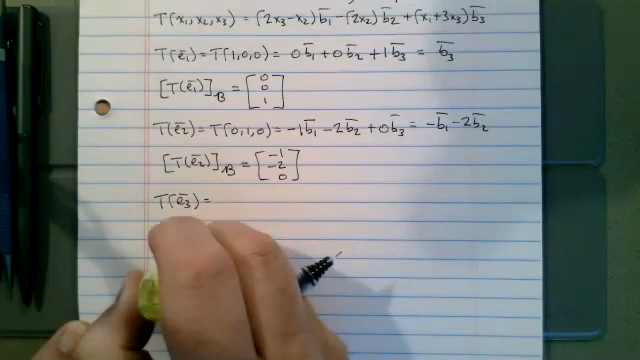 T(x₁, x₂, x₃) = (2x₃ - x₂) b̄₁ - (2x₂) b̄₂ + (x₁ + 3x₃) b̄₃
T(ē₁) = T(1,0,0) = 0b̄₁ + 0b̄₂ + 1b̄₃ = b̄₃
[T(ē₁)]_B = [0 0 1]
T(ē₂) = T(0,1,0) = -1b̄₁ - 2b̄₂ + 0b̄₃ = -b̄₁ - 2b̄₂
[T(ē₂)]_B = [-1 -2 0]
T(ē₃) =